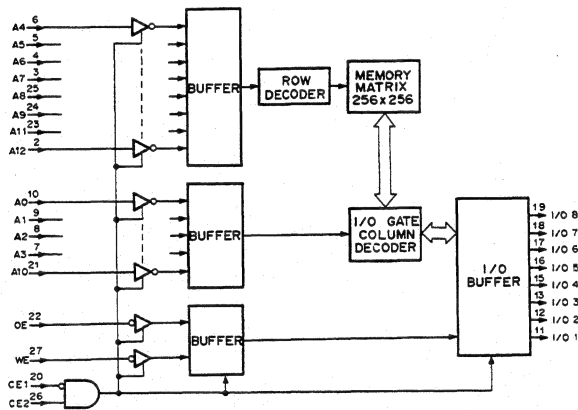 A4 6
A5 5
A6 4
A7 3
A8 25
A9 24
A11 23
A12 2
BUFFER
ROW
DECODER
MEMORY
MATRIX
256x256
A0 10
A1 9
A2 8
A3 7
A10 21
BUFFER
I/O GATE
COLUMN
DECODER
I/O
BUFFER
19 I/O 8
18 I/O 7
17 I/O 6
16 I/O 5
15 I/O 4
13 I/O 3
12 I/O 2
11 I/O 1
OE 22
WE 27
BUFFER
CE1 20
CE2 26